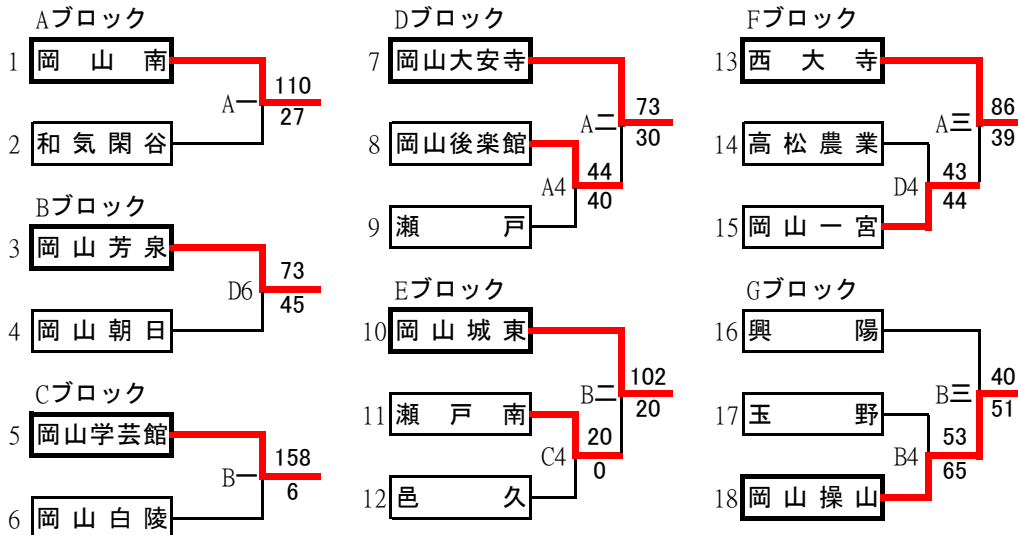 Aブロック
1 岡山南
110
A一
27
2 和気閑谷
Bブロック
3 岡山芳泉
73
D6
45
4 岡山朝日
Cブロック
5 岡山学芸館
158
B一
6
6 岡山白陵
Dブロック
7 岡山大安寺
73
A二
30
8 岡山後楽館
44
A4
40
9 瀬戸
Eブロック
10 岡山城東
102
B二
20
11 瀬戸南
20
C4
0
12 邑久
Fブロック
13 西大寺
86
A三
39
14 高松農業
43
D4
44
15 岡山一宮
Gブロック
16 興陽
40
B三
51
17 玉野
53
B4
65
18 岡山操山